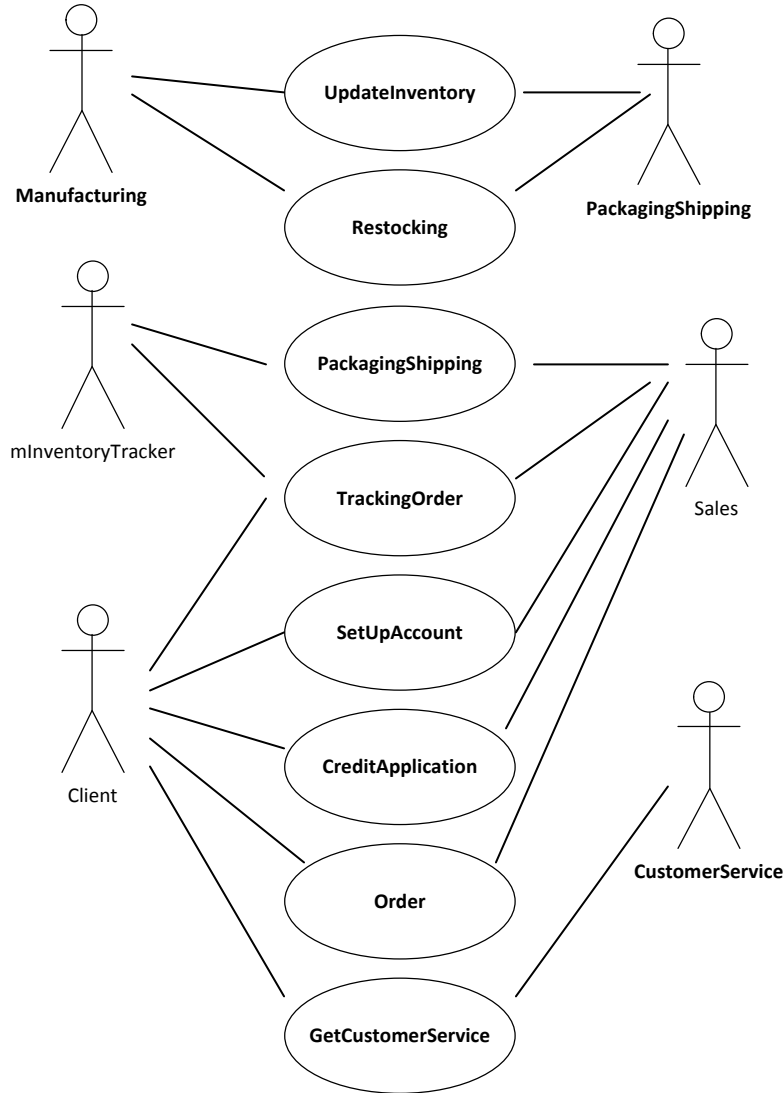 UpdateInventory
Manufacturing
PackagingShipping
Restocking
PackagingShipping
mInventoryTracker
TrackingOrder
Sales
SetUpAccount
CreditApplication
Client
CustomerService
Order
GetCustomerService